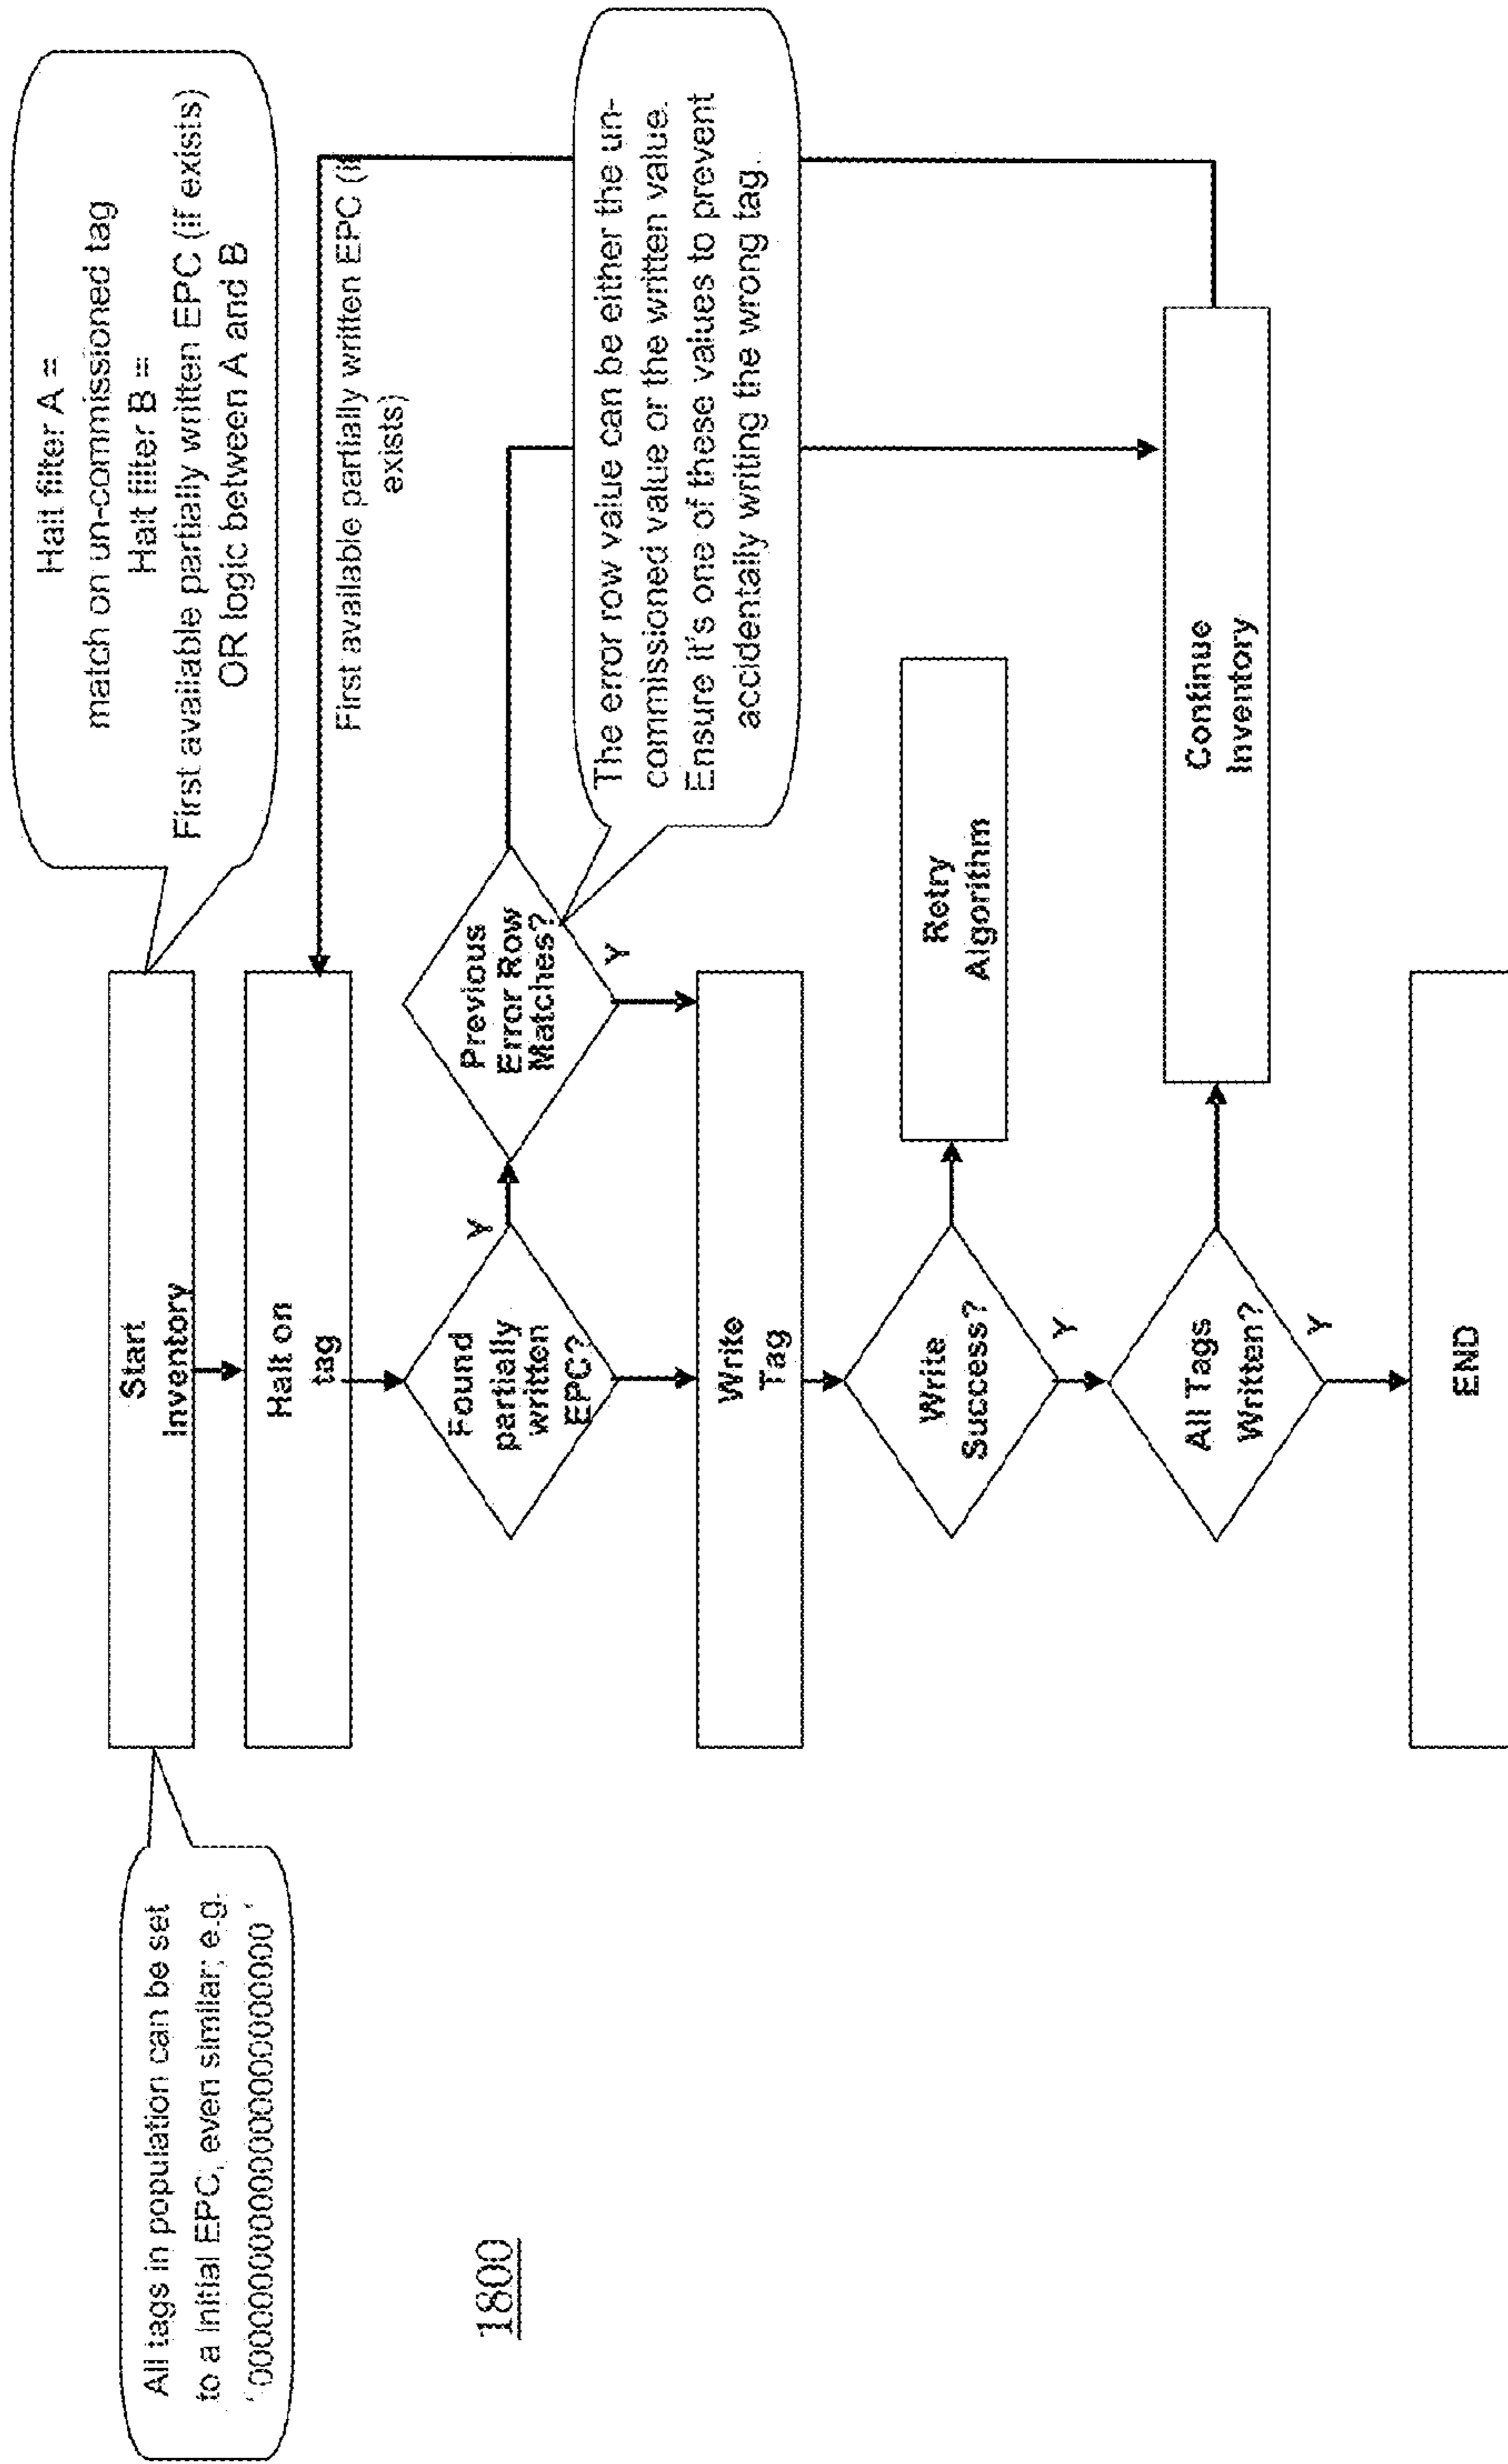 All tags in population can be set
to a initial EPC, even similar; e.g.
Halt filter A =
match on un-commissioned tag
Halt filter B =
First available partially written EPC (if exists)
OR logic between A and B
Start
Inventory
Halt on
tag
First available partially written EPC (if
exists)
Found
partially
written
EPC?
Y
Previous
Error Row
Matches?
Y
The error row value can be either the un-
commissioned value or the written value.
Ensure it's one of these values to prevent
accidentally writing the wrong tag.
Write
Tag
Write
Success?
Y
Retry
Algorithm
All Tags
Written?
Y
Continue
Inventory
END
1800